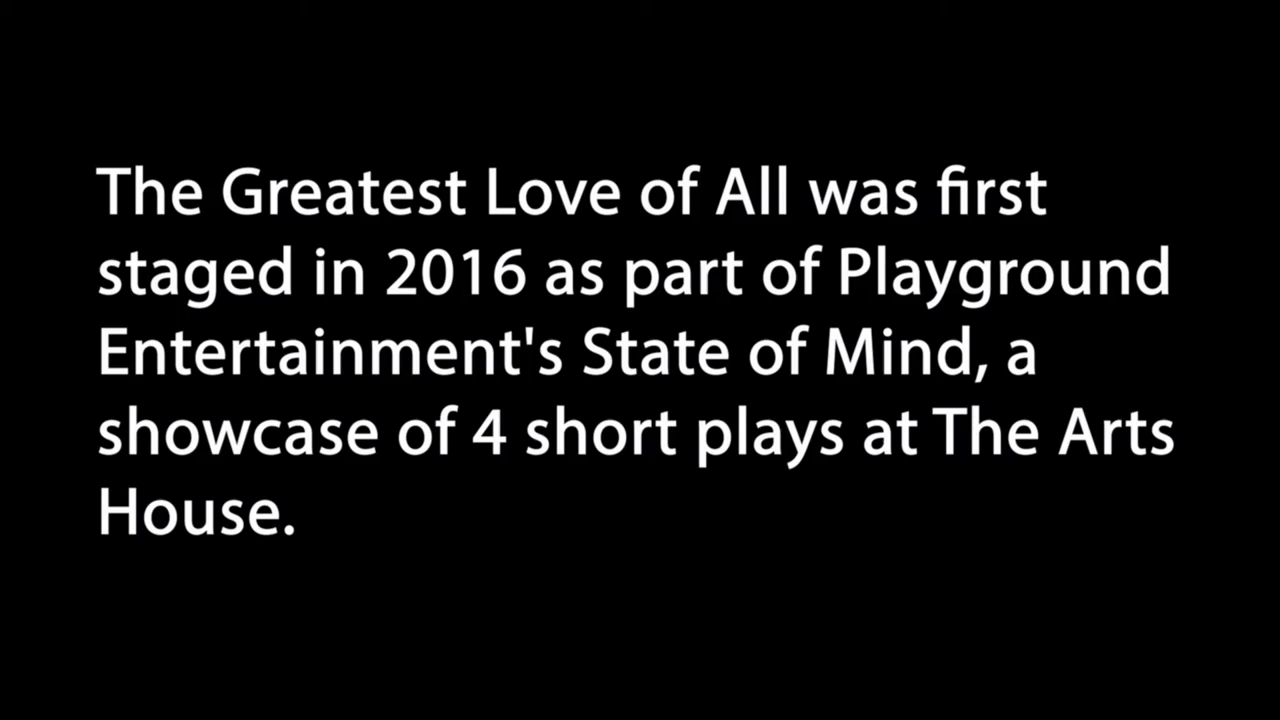 The Greatest Love of All was first
staged in 2016 as part of Playground
Entertainment's State of Mind, a
showcase of 4 short plays at The Arts
House.